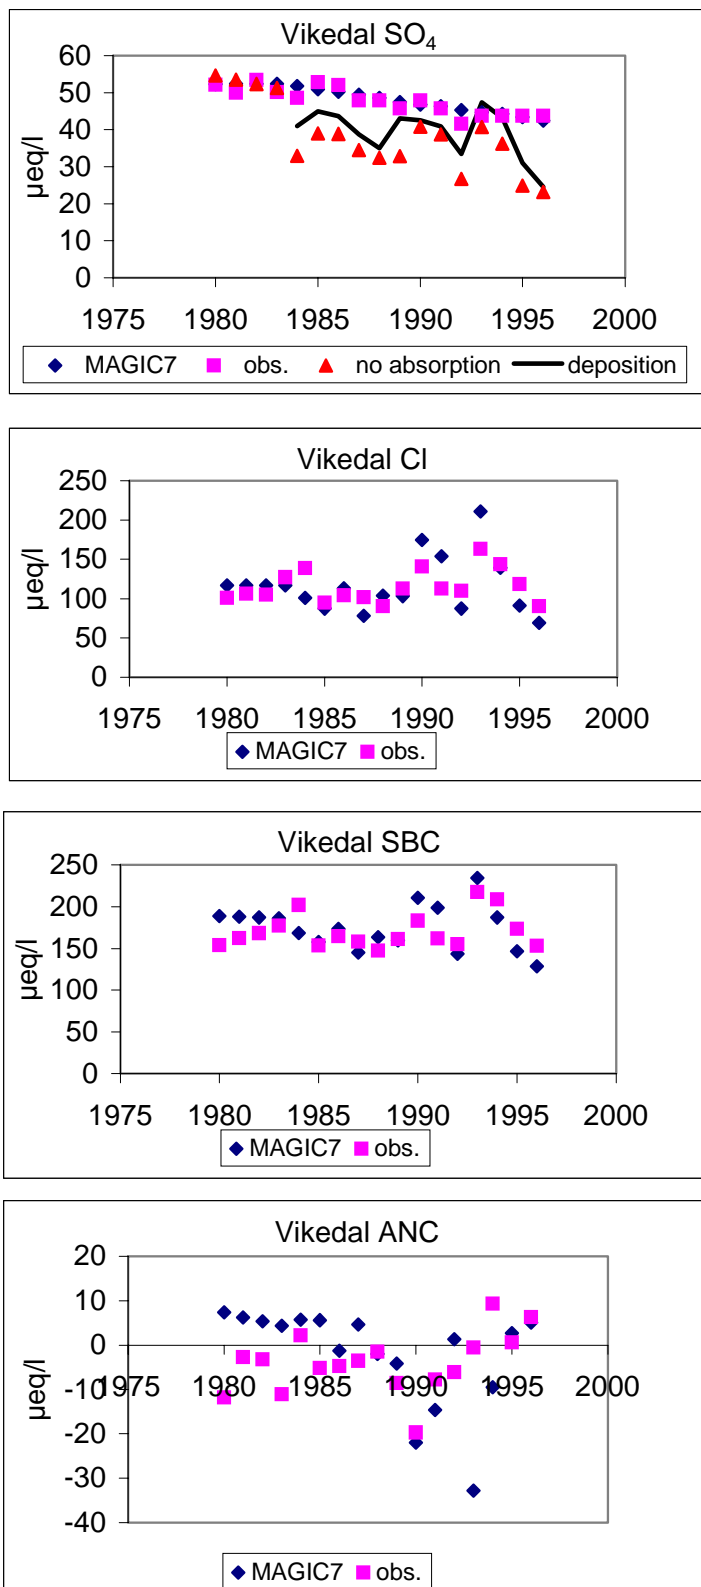 Vikedal SO₄
60
50
40
30
20
10
0
µeq/l
1975 1980 1985 1990 1995 2000
MAGIC7 obs. no absorption deposition
Vikedal Cl
250
200
150
100
50
0
µeq/l
1975 1980 1985 1990 1995 2000
MAGIC7 obs.
Vikedal SBC
250
200
150
100
50
0
µeq/l
1975 1980 1985 1990 1995 2000
MAGIC7 obs.
Vikedal ANC
20
10
0
-10
-20
-30
-40
µeq/l
1975 1980 1985 1990 1995 2000
MAGIC7 obs.